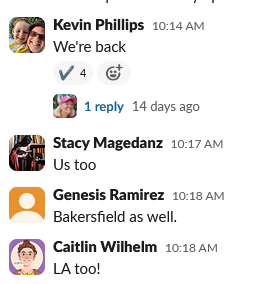 Kevin Phillips 10:14 AM
We're back
4
1 reply 14 days ago
Stacy Magedanz 10:17 AM
Us too
Genesis Ramirez 10:18 AM
Bakersfield as well.
Caitlin Wilhelm 10:18 AM
LA too!